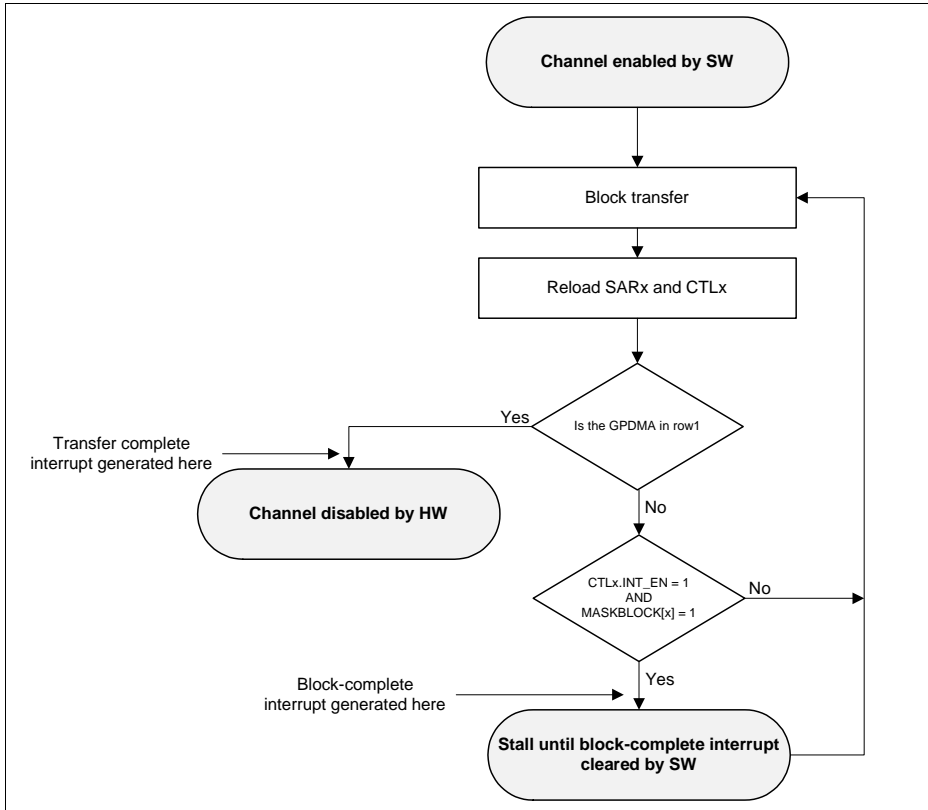 Channel enabled by SW
Block transfer
Reload SARx and CTLx
Is the GPDMA in row1
Yes
Transfer complete
interrupt generated here
Channel disabled by HW
No
CTLx.INT_EN = 1
AND
MASKBLOCK[x] = 1
No
Yes
Block-complete
interrupt generated here
Stall until block-complete interrupt
cleared by SW